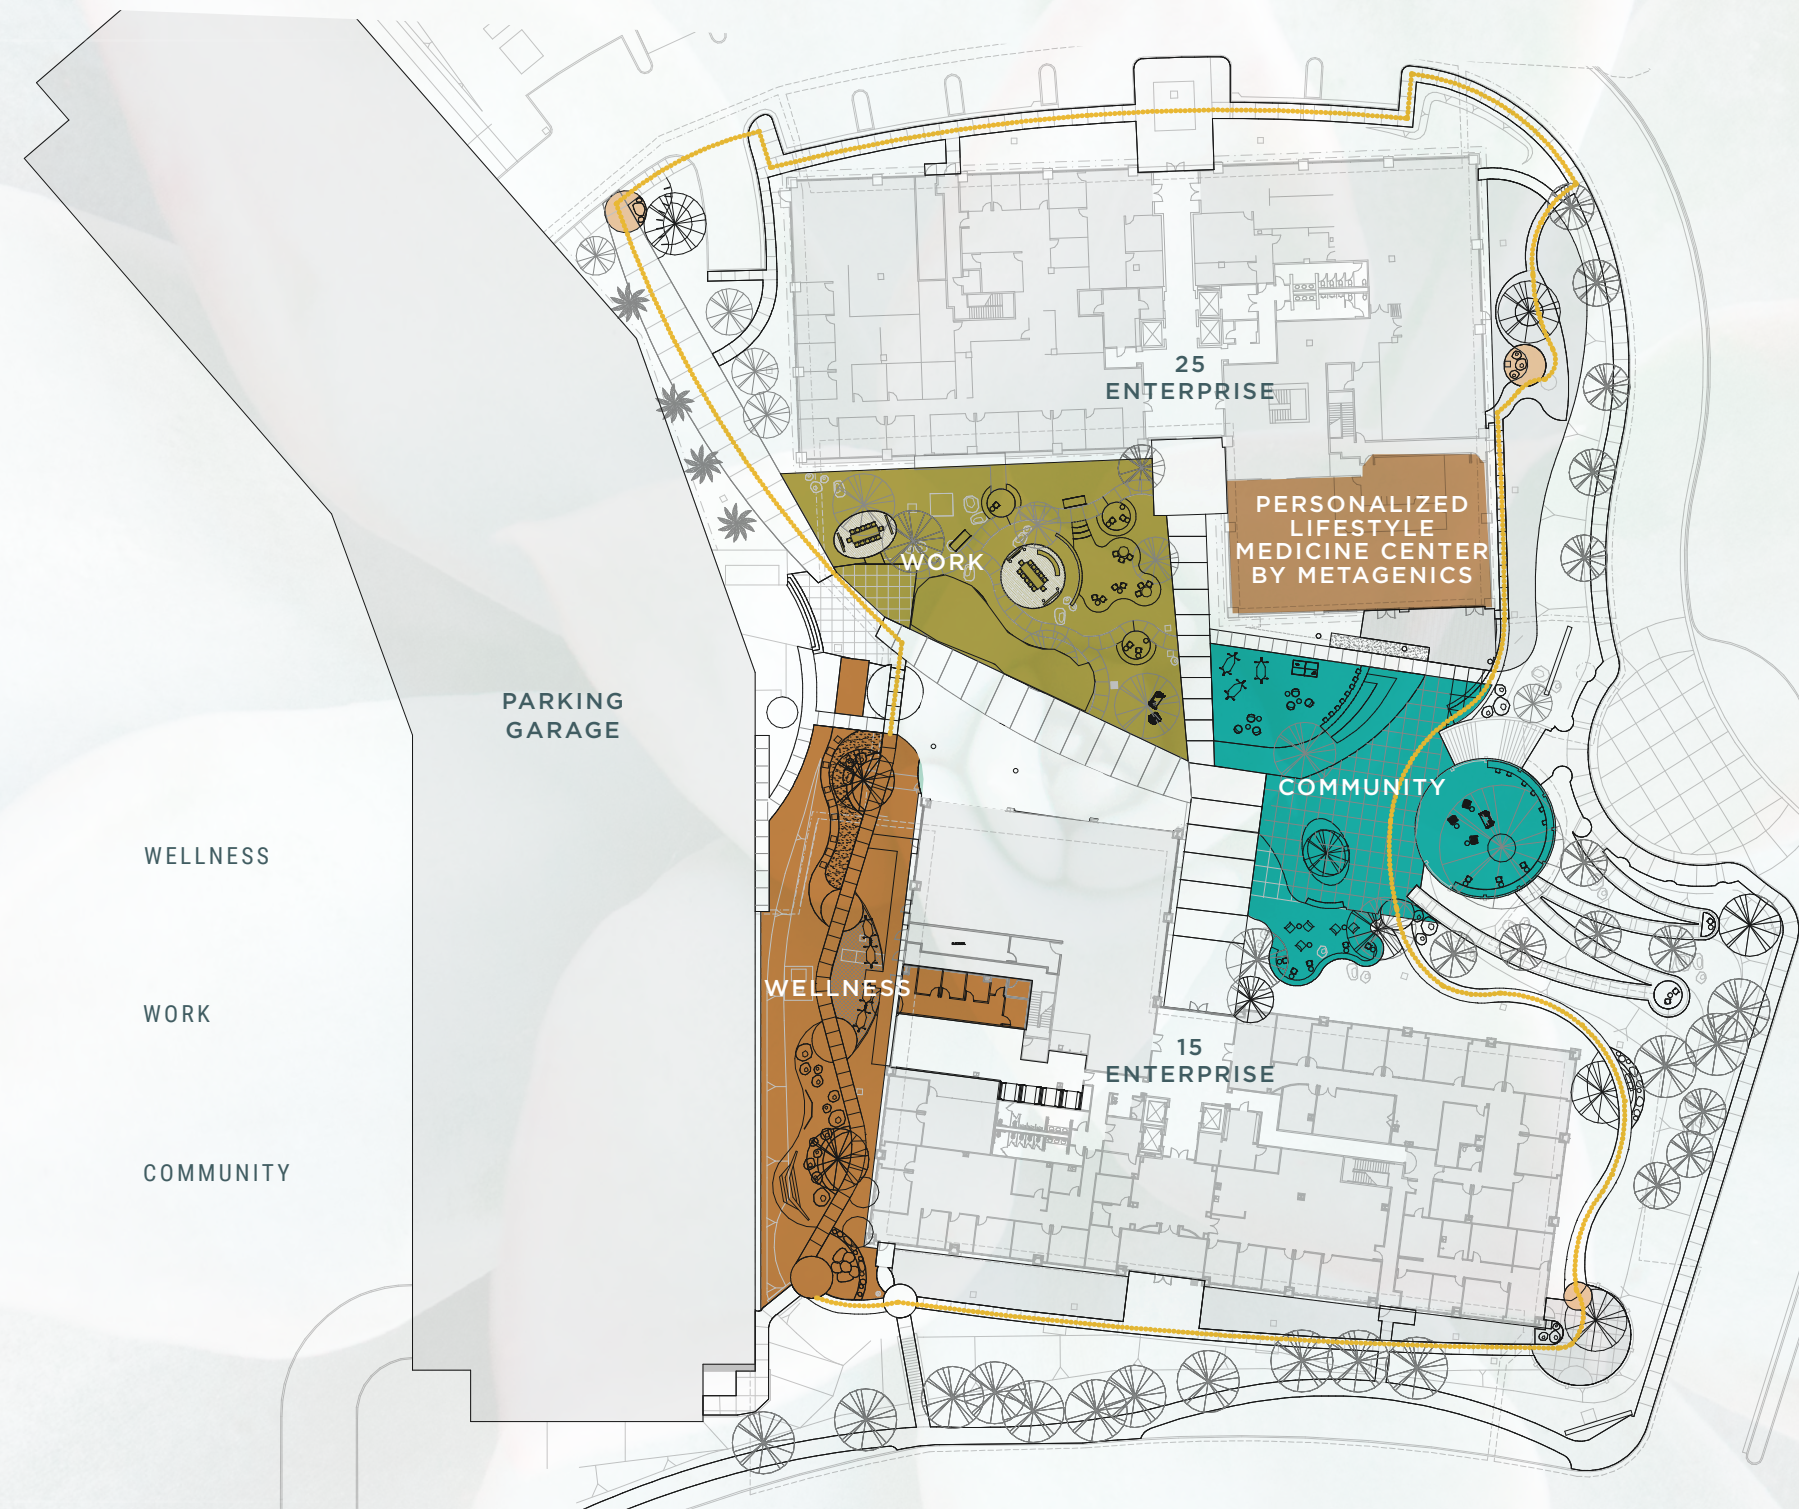 25
ENTERPRISE
PERSONALIZED
LIFESTYLE
MEDICINE CENTER
BY METAGENICS
WORK
PARKING
GARAGE
COMMUNITY
WELLNESS
WELLNESS
WORK
15
ENTERPRISE
COMMUNITY